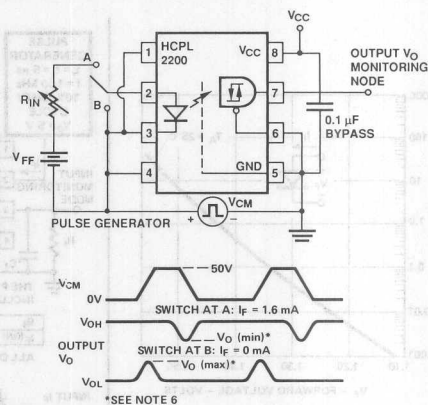 HCPL
2200
VCC
VCC
1
8
A
RIN
2
7
OUTPUT VO
MONITORING
NODE
B
3
6
0.1 µF
BYPASS
VFF
4
GND
5
PULSE GENERATOR
+
VCM
−
VCM
50V
0V
SWITCH AT A: IF = 1.6 mA
VOH
VO (min)*
OUTPUT
VO
SWITCH AT B: IF = 0 mA
VO (max)*
VOL
*SEE NOTE 6